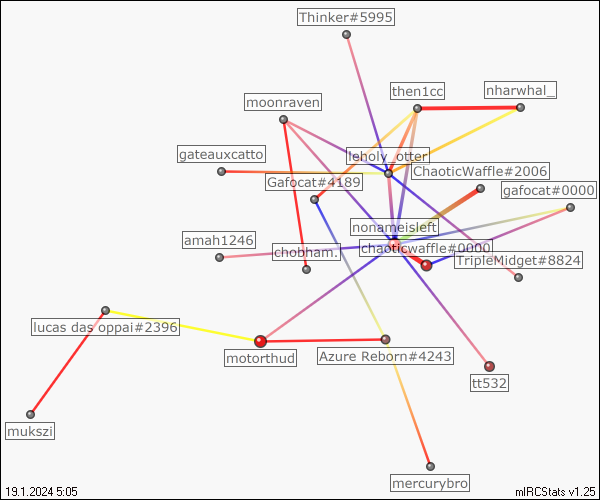 Thinker#5995
then1cc
nharwhal_
moonraven
gateauxcatto
leholy_otter
ChaoticWaffle#2006
Gafocat#4189
gafocat#0000
nonameisleft
amah1246
chobham.
chaoticwaffle#0000
TripleMidget#8824
lucas das oppai#2396
motorthud
Azure Reborn#4243
tt532
mukszi
mercurybro
19.1.2024 5:05
mIRCStats v1.25